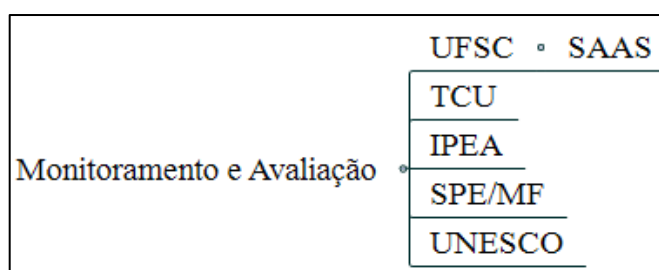 UFSC SAAS
TCU
IPEA
Monitoramento e Avaliação
SPE/MF
UNESCO